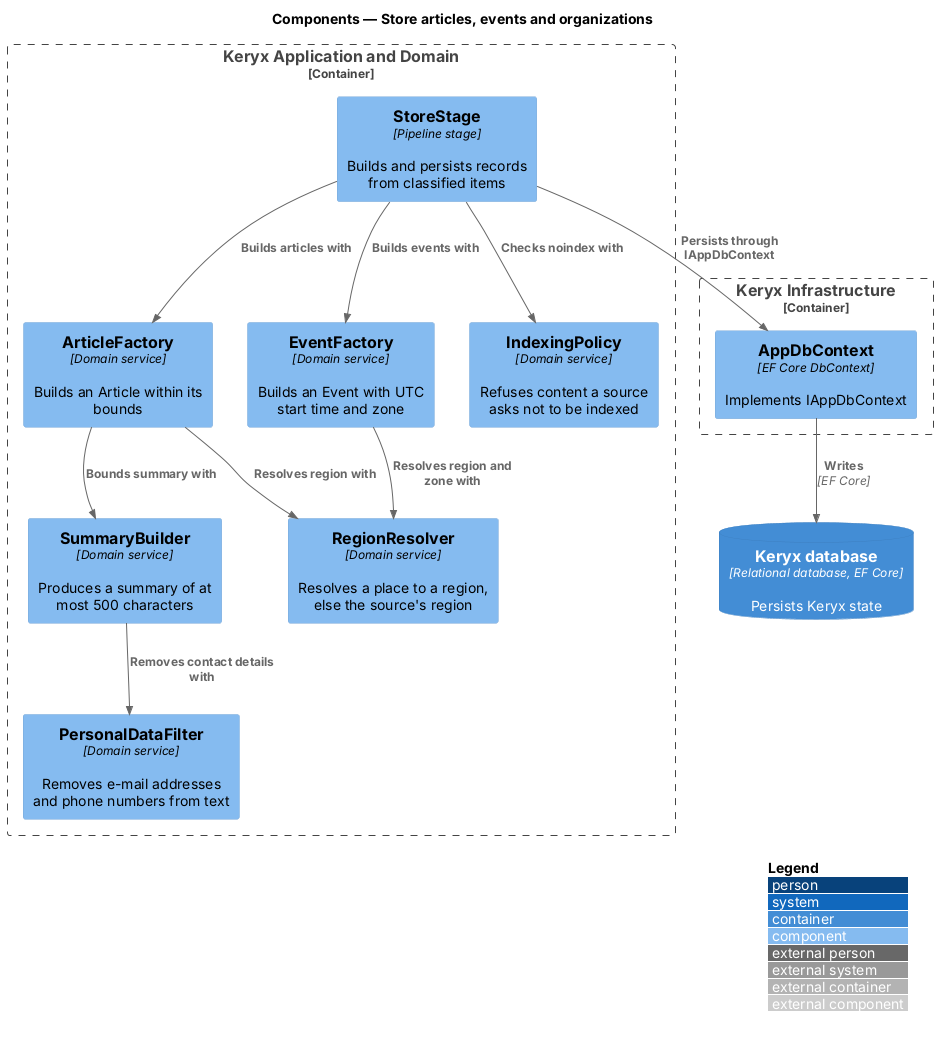 Components — Store articles, events and organizations
Keryx Application and Domain
[Container]
StoreStage
[Pipeline stage]
Builds and persists records
from classified items
Builds articles with
Builds events with
Checks noindex with
Persists through
IAppDbContext
Keryx Infrastructure
[Container]
ArticleFactory
[Domain service]
Builds an Article within its
bounds
EventFactory
[Domain service]
Builds an Event with UTC
start time and zone
IndexingPolicy
[Domain service]
Refuses content a source
asks not to be indexed
AppDbContext
[EF Core DbContext]
Implements IAppDbContext
Bounds summary with
Resolves region with
Resolves region and
zone with
Writes
[EF Core]
SummaryBuilder
[Domain service]
Produces a summary of at
most 500 characters
RegionResolver
[Domain service]
Resolves a place to a region,
else the source's region
Keryx database
[Relational database, EF Core]
Persists Keryx state
Removes contact details
with
PersonalDataFilter
[Domain service]
Removes e-mail addresses
and phone numbers from text
Legend
person
system
container
component
external person
external system
external container
external component